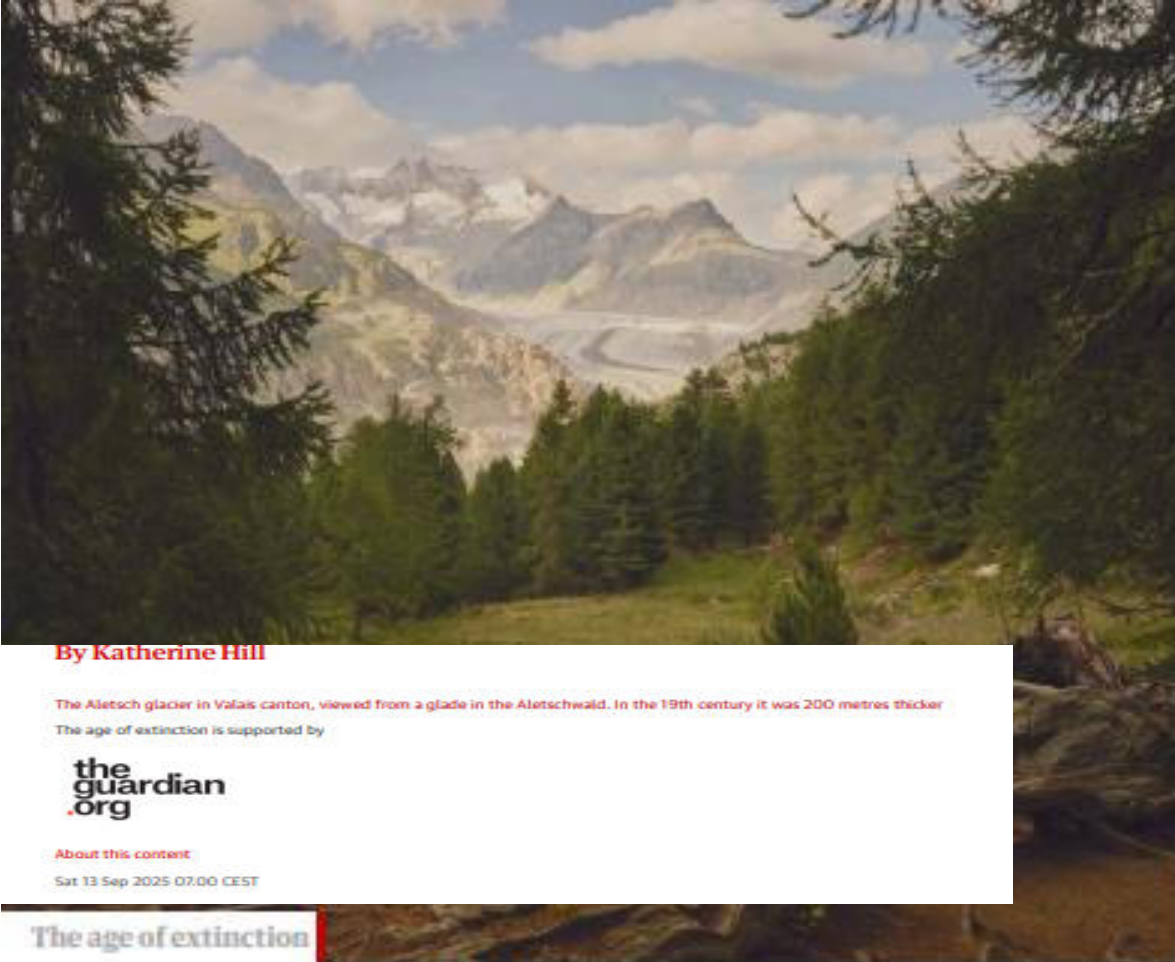 By Katherine Hill
The Aletsch glacier in Valais canton, viewed from a glade in the Aletschwald. In the 19th century it was 200 metres thicker
The age of extinction is supported by
the
guardian
.org
About this content
Sat 13 Sep 2025 07.00 CEST
The age of extinction